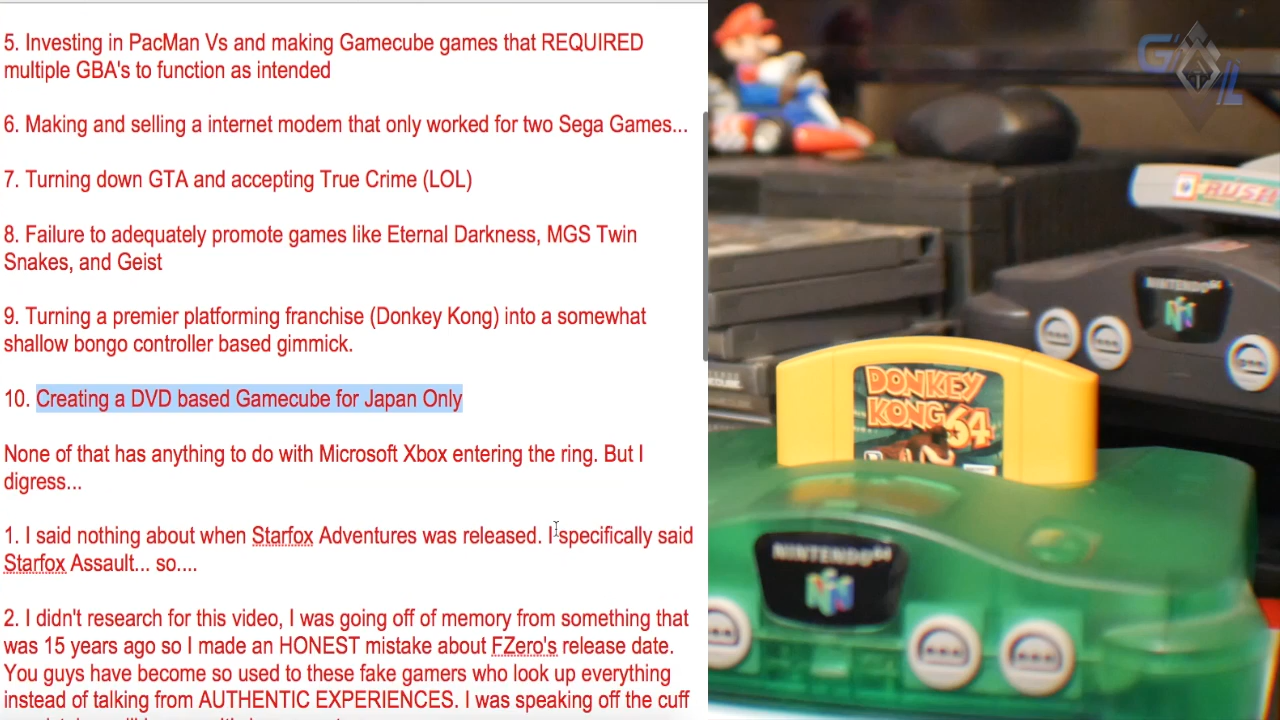 5. Investing in PacMan Vs and making Gamecube games that REQUIRED
multiple GBA's to function as intended
6. Making and selling a internet modem that only worked for two Sega Games...
7. Turning down GTA and accepting True Crime (LOL)
8. Failure to adequately promote games like Eternal Darkness, MGS Twin
Snakes, and Geist
9. Turning a premier platforming franchise (Donkey Kong) into a somewhat
shallow bongo controller based gimmick.
10. Creating a DVD based Gamecube for Japan Only
None of that has anything to do with Microsoft Xbox entering the ring. But I
digress...
1. I said nothing about when Starfox Adventures was released. I specifically said
Starfox Assault... so....
2. I didn't research for this video, I was going off of memory from something that
was 15 years ago so I made an HONEST mistake about FZero's release date.
You guys have become so used to these fake gamers who look up everything
instead of talking from AUTHENTIC EXPERIENCES. I was speaking off the cuff
RUSH
NINTENDO64
DONKEY
KONG 64
NINTENDO64